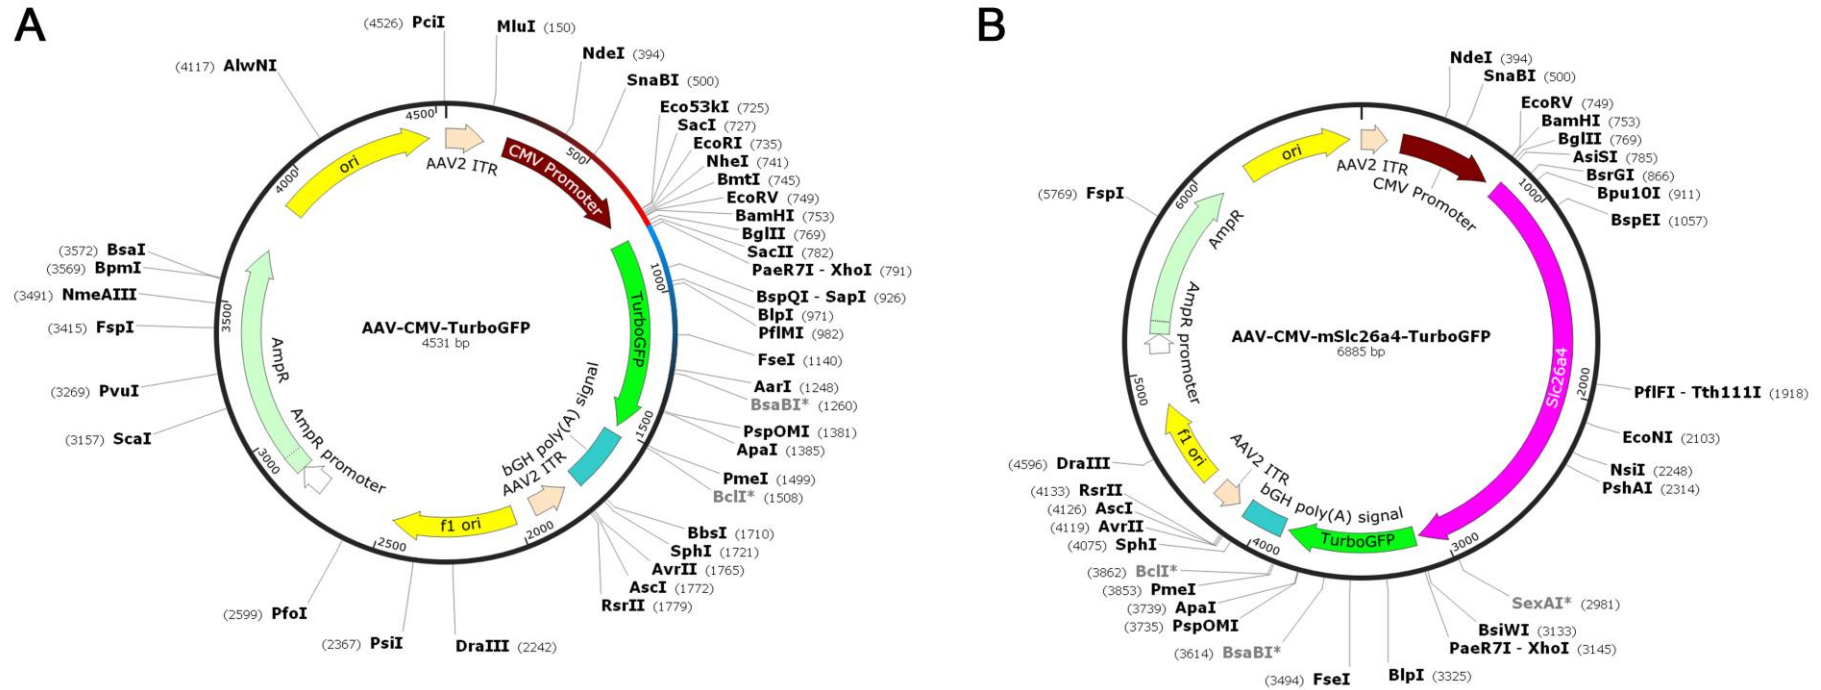 A
(4526) PciI
MluI (150)
(4117) AlwNI
NdeI (394)
SnaBI (500)
Eco53kI (725)
SacI (727)
EcoRI (735)
NheI (741)
BmtI (745)
EcoRV (749)
BamHI (753)
BglII (769)
SacII (782)
PaeR7I - XhoI (791)
BspQI - SapI (926)
BlpI (971)
PflMI (982)
FseI (1140)
AarI (1248)
BsaBI* (1260)
PspOMI (1381)
ApaI (1385)
PmeI (1499)
BclI* (1508)
BbsI (1710)
SphI (1721)
AvrII (1765)
AscI (1772)
RsrII (1779)
DraIII (2242)
(2367) PsiI
(2599) PfoI
(3157) ScaI
(3269) PvuI
(3415) FspI
(3491) NmeAIII
(3569) BpmI
(3572) BsaI
4500
500
1000
1500
2000
2500
3000
3500
4000
ori
AAV2 ITR
CMV Promoter
TurboGFP
bGH poly(A) signal
AAV2 ITR
f1 ori
AmpR promoter
AmpR
AAV-CMV-TurboGFP
4531 bp
B
NdeI (394)
SnaBI (500)
EcoRV (749)
BamHI (753)
BglII (769)
AsiSI (785)
BsrGI (866)
Bpu10I (911)
BspEI (1057)
PflFI - Tth111I (1918)
EcoNI (2103)
NsiI (2248)
PshAI (2314)
SexAI* (2981)
BsiWI (3133)
PaeR7I - XhoI (3145)
BlpI (3325)
(3494) FseI
(3614) BsaBI*
(3735) PspOMI
(3739) ApaI
(3853) PmeI
(3862) BclI*
(4075) SphI
(4119) AvrII
(4126) AscI
(4133) RsrII
(4596) DraIII
(5769) FspI
1000
2000
3000
4000
5000
6000
ori
AAV2 ITR
CMV Promoter
Slc26a4
TurboGFP
bGH poly(A) signal
AAV2 ITR
f1 ori
AmpR promoter
AmpR
AAV-CMV-mSlc26a4-TurboGFP
6885 bp